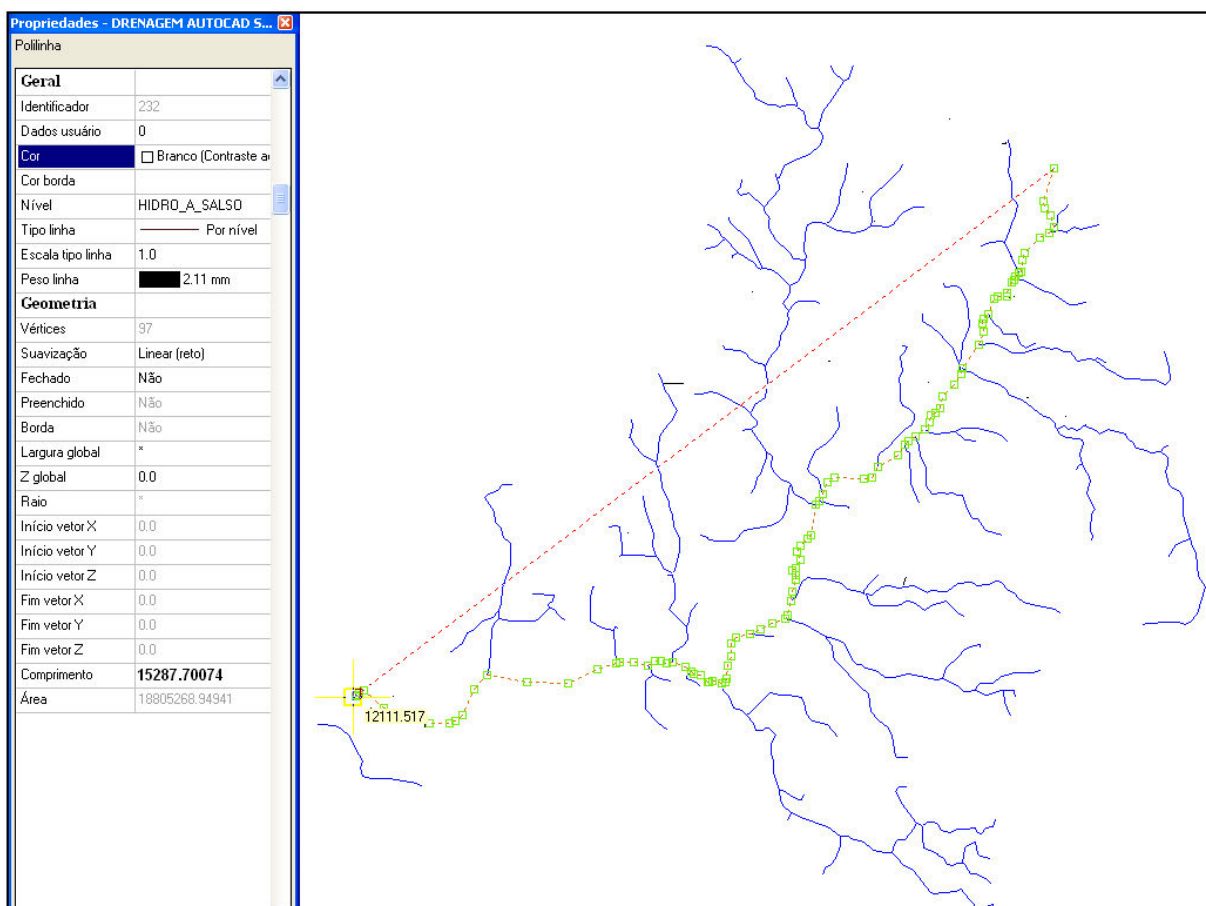 Propriedades - DRENAGEM AUTOCAD S...
Polilinha
Geral
Identificador 232
Dados usuário 0
Cor Branco (Contraste a
Cor borda
Nível HIDRO_A_SALSO
Tipo linha Por nível
Escala tipo linha 1.0
Peso linha 2.11 mm
Geometria
Vértices 97
Suavização Linear (reto)
Fechado Não
Preenchido Não
Borda Não
Largura global *
Z global 0.0
Raio *
Início vetor X 0.0
Início vetor Y 0.0
Início vetor Z 0.0
Fim vetor X 0.0
Fim vetor Y 0.0
Fim vetor Z 0.0
Comprimento 15287.70074
Área 18805268.94941
12111.517